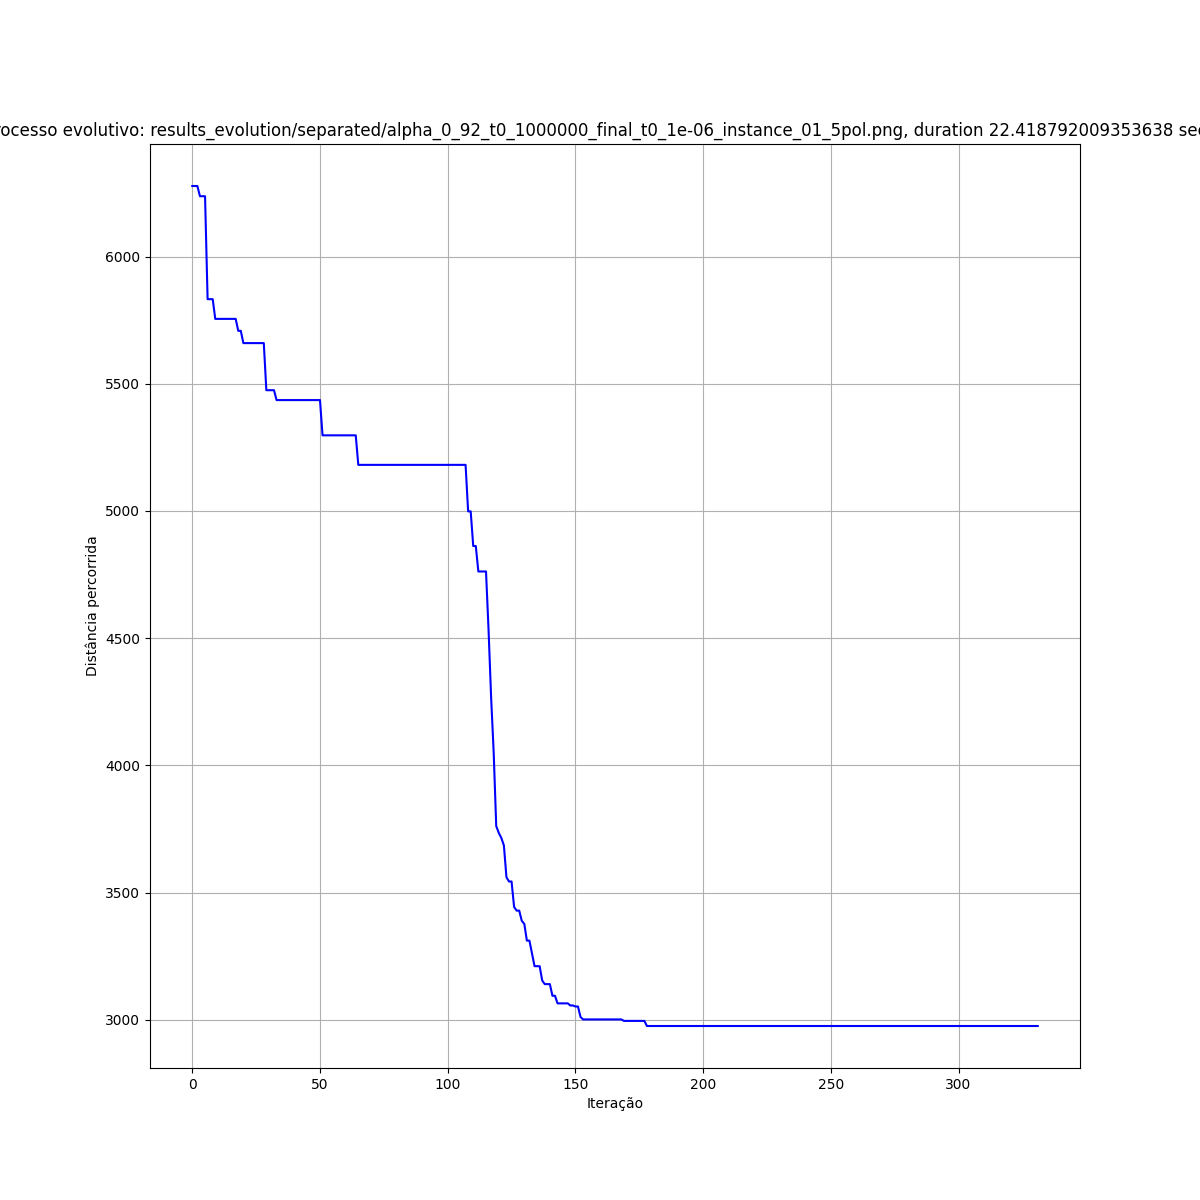 ocesso evolutivo: results_evolution/separated/alpha_0_92_t0_1000000_final_t0_1e-06_instance_01_5pol.png, duration 22.418792009353638 sec
6000
5500
5000
4500
4000
3500
3000
Distância percorrida
0 50 100 150 200 250 300
Iteração